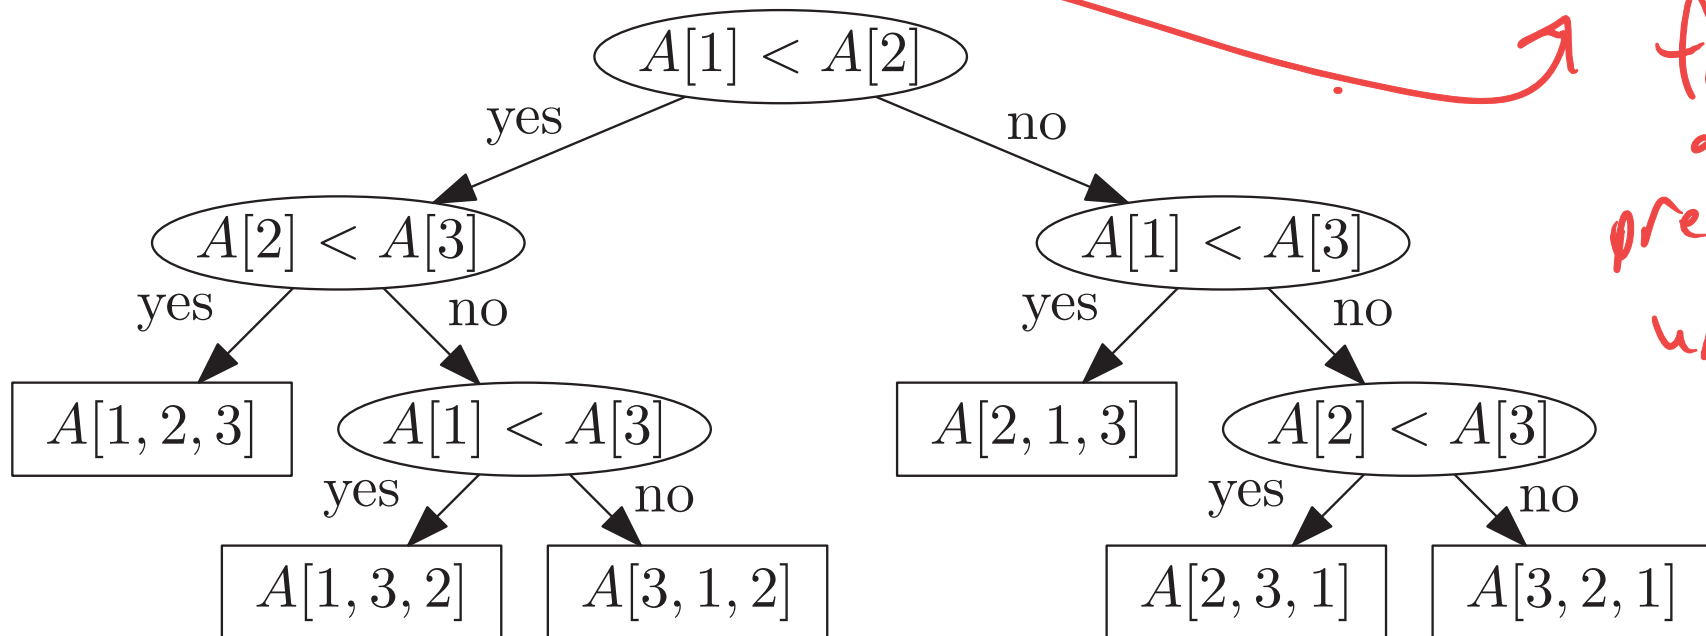 A[1] < A[2]
yes
no
A[2] < A[3]
A[1] < A[3]
yes
no
yes
no
A[1, 2, 3]
A[1] < A[3]
A[2, 1, 3]
A[2] < A[3]
yes
no
yes
no
A[1, 3, 2]
A[3, 1, 2]
A[2, 3, 1]
A[3, 2, 1]